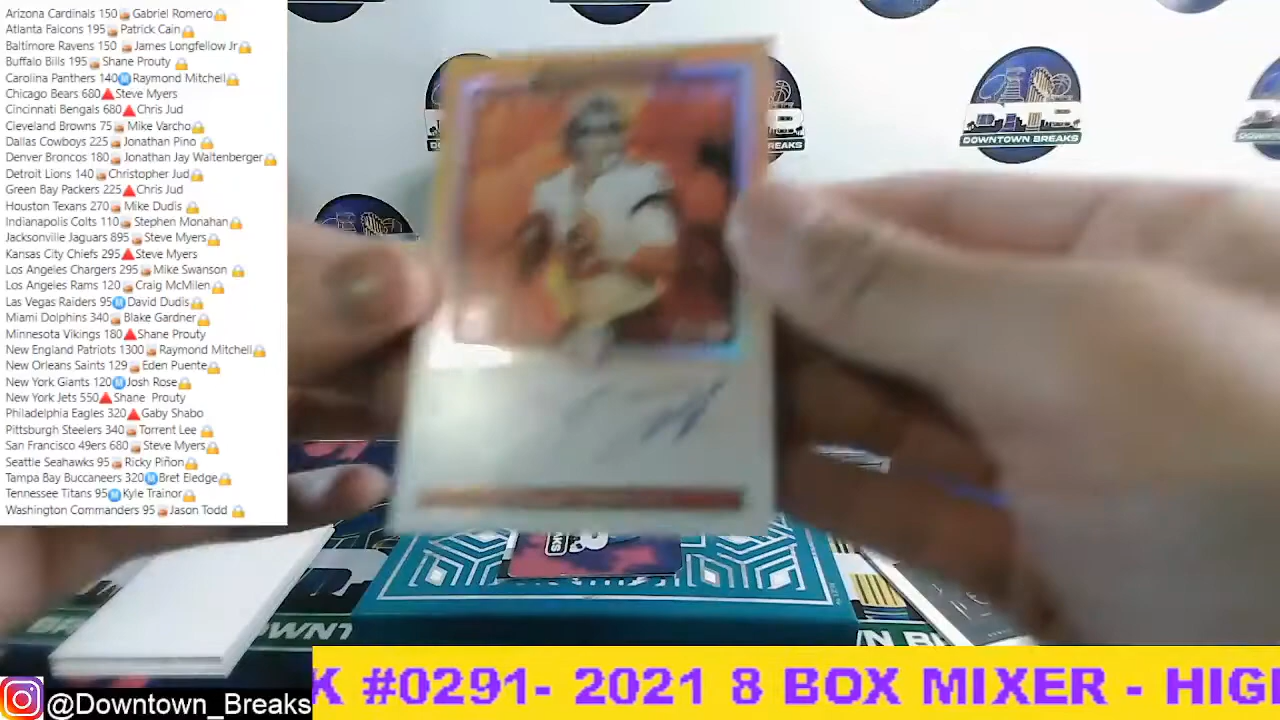 Arizona Cardinals 150 Gabriel Romero
Atlanta Falcons 195 Patrick Cain
Baltimore Ravens 150 James Longfellow Jr
Buffalo Bills 195 Shane Prouty
Carolina Panthers 140 Ⓜ Raymond Mitchell
Chicago Bears 680 Steve Myers
Cincinnati Bengals 680 Chris Jud
Cleveland Browns 75 Mike Varcho
Dallas Cowboys 225 Jonathan Pino
Denver Broncos 180 Jonathan Jay Waltenberger
Detroit Lions 140 Christopher Jud
Green Bay Packers 225 Chris Jud
Houston Texans 270 Mike Dudis
Indianapolis Colts 110 Stephen Monahan
Jacksonville Jaguars 895 Steve Myers
Kansas City Chiefs 295 Steve Myers
Los Angeles Chargers 295 Mike Swanson
Los Angeles Rams 120 Craig McMilen
Las Vegas Raiders 95 Ⓜ David Dudis
Miami Dolphins 340 Blake Gardner
Minnesota Vikings 180 Shane Prouty
New England Patriots 1300 Raymond Mitchell
New Orleans Saints 129 Eden Puente
New York Giants 120 Ⓜ Josh Rose
New York Jets 550 Shane Prouty
Philadelphia Eagles 320 Gaby Shabo
Pittsburgh Steelers 340 Torrent Lee
San Francisco 49ers 680 Steve Myers
Seattle Seahawks 95 Ricky Piñon
Tampa Bay Buccaneers 320 Ⓜ Bret Eledge
Tennessee Titans 95 Ⓜ Kyle Trainor
Washington Commanders 95 Jason Todd
DTB
DOWNTOWN BREAKS
@Downtown_Breaks
K #0291- 2021 8 BOX MIXER - HIG